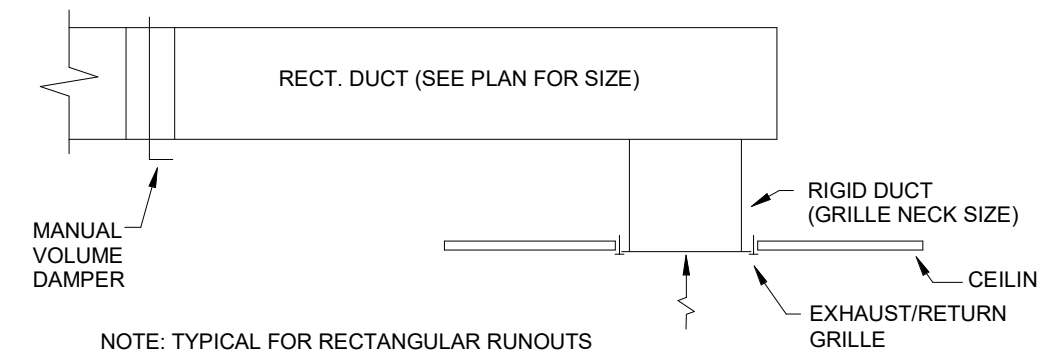 RECT. DUCT (SEE PLAN FOR SIZE)
MANUAL
VOLUME
DAMPER
RIGID DUCT
(GRILLE NECK SIZE)
CEILIN
EXHAUST/RETURN
GRILLE
NOTE: TYPICAL FOR RECTANGULAR RUNOUTS